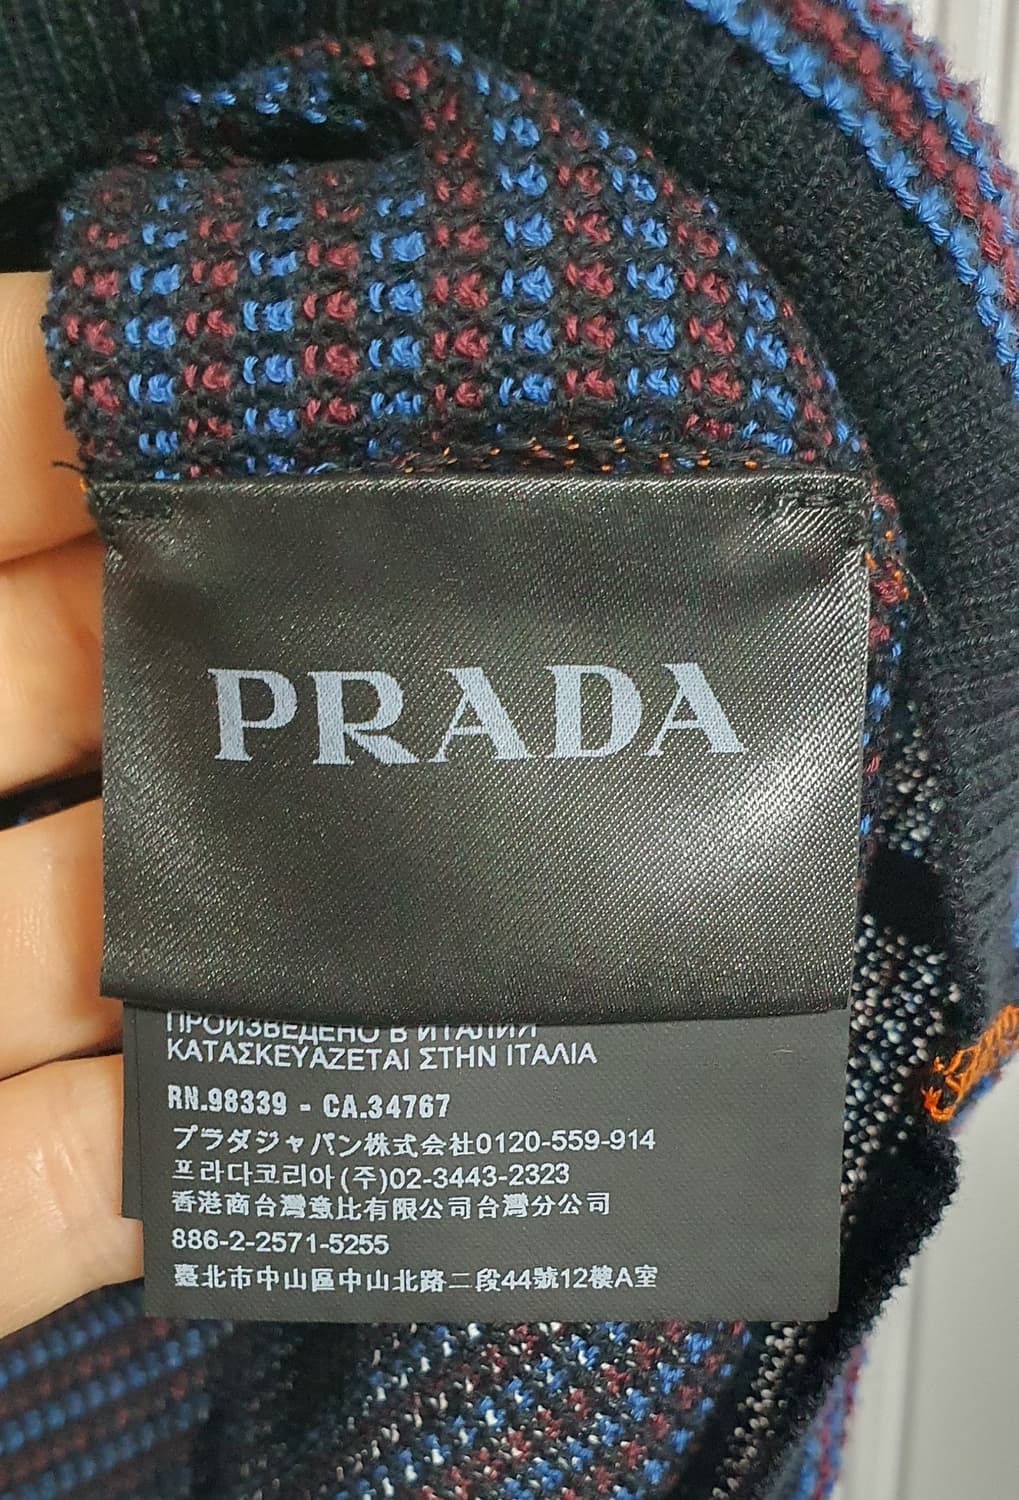 PRADA
ПРОИЗВЕДЕНО В ИТАЛИИ
ΚΑΤΑΣΚΕΥΑΖΕΤΑΙ ΣΤΗΝ ΙΤΑΛΙΑ
RN.98339 - CA.34767
プラダジャパン株式会社0120-559-914
프라다코리아(주)02-3443-2323
香港商台灣意比有限公司台灣分公司
886-2-2571-5255
臺北市中山區中山北路二段44號12樓A室